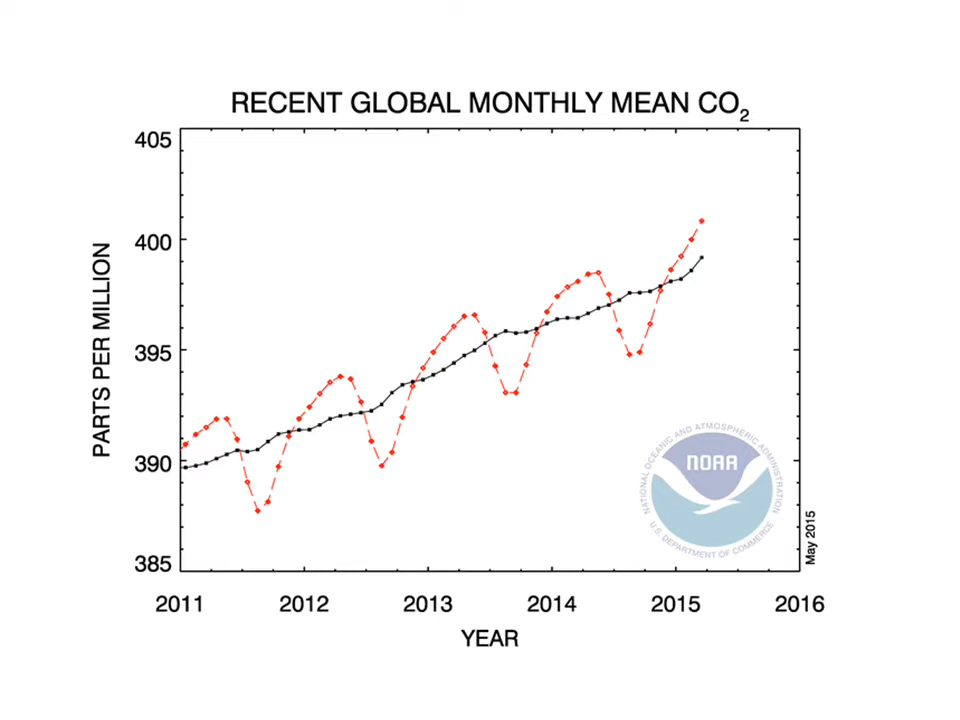 RECENT GLOBAL MONTHLY MEAN CO₂
PARTS PER MILLION
405
400
395
390
385
2011 2012 2013 2014 2015 2016
YEAR
NATIONAL OCEANIC AND ATMOSPHERIC ADMINISTRATION
NOAA
U.S. DEPARTMENT OF COMMERCE
May 2015